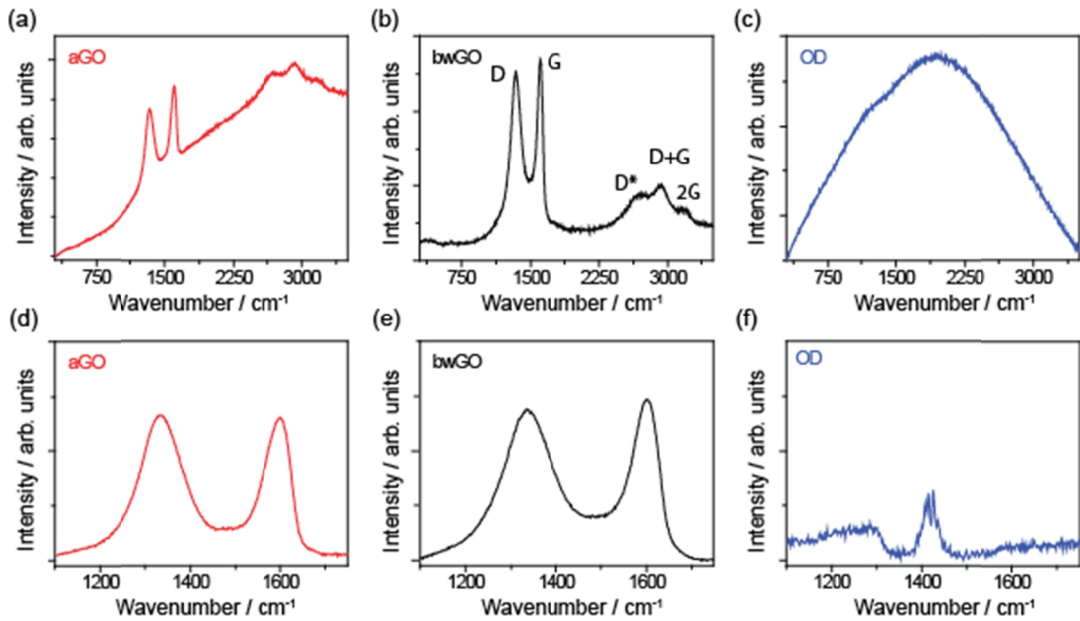 (a)
aGO
Intensity / arb. units
750 1500 2250 3000
Wavenumber / cm⁻¹
(b)
bwGO
D
G
D*
D+G
2G
Intensity / arb. units
750 1500 2250 3000
Wavenumber / cm⁻¹
(c)
OD
Intensity / arb. units
750 1500 2250 3000
Wavenumber / cm⁻¹
(d)
aGO
Intensity / arb. units
1200 1400 1600
Wavenumber / cm⁻¹
(e)
bwGO
Intensity / arb. units
1200 1400 1600
Wavenumber / cm⁻¹
(f)
OD
Intensity / arb. units
1200 1400 1600
Wavenumber / cm⁻¹